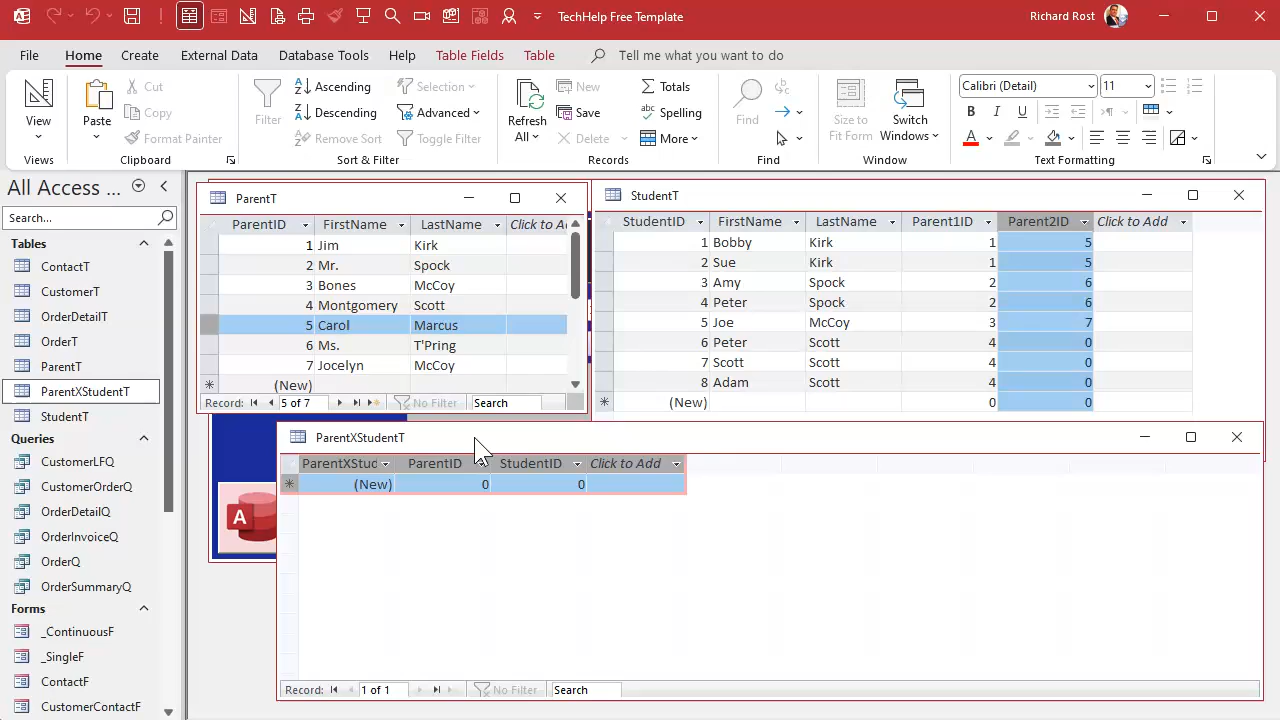 TechHelp Free Template
Richard Rost
File Home Create External Data Database Tools Help Table Fields Table Tell me what you want to do
View
Views
Paste
Cut
Copy
Format Painter
Clipboard
Filter
Ascending
Descending
Remove Sort
Selection
Advanced
Toggle Filter
Sort & Filter
Refresh All
New
Save
Delete
Totals
Spelling
More
Records
Find
Find
Size to Fit Form
Switch Windows
Window
Calibri (Detail) 11
B I U
A
Text Formatting
All Access ...
Search...
Tables
ContactT
CustomerT
OrderDetailT
OrderT
ParentT
ParentXStudentT
StudentT
Queries
CustomerLFQ
CustomerOrderQ
OrderDetailQ
OrderInvoiceQ
OrderQ
OrderSummaryQ
Forms
_ContinuousF
_SingleF
ContactF
CustomerContactF
ParentT
ParentID FirstName LastName Click to A
1 Jim Kirk
2 Mr. Spock
3 Bones McCoy
4 Montgomery Scott
5 Carol Marcus
6 Ms. T'Pring
7 Jocelyn McCoy
(New)
Record: 5 of 7 No Filter Search
StudentT
StudentID FirstName LastName Parent1ID Parent2ID Click to Add
1 Bobby Kirk 1 5
2 Sue Kirk 1 5
3 Amy Spock 2 6
4 Peter Spock 2 6
5 Joe McCoy 3 7
6 Peter Scott 4 0
7 Scott Scott 4 0
8 Adam Scott 4 0
(New) 0 0
A
ParentXStudentT
ParentXStud ParentID StudentID Click to Add
(New) 0 0
Record: 1 of 1 No Filter Search